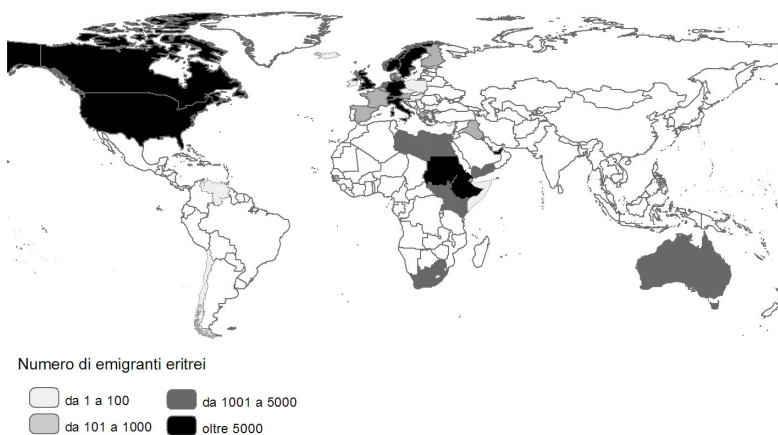 Numero di emigranti eritrei
da 1 a 100
da 1001 a 5000
da 101 a 1000
oltre 5000